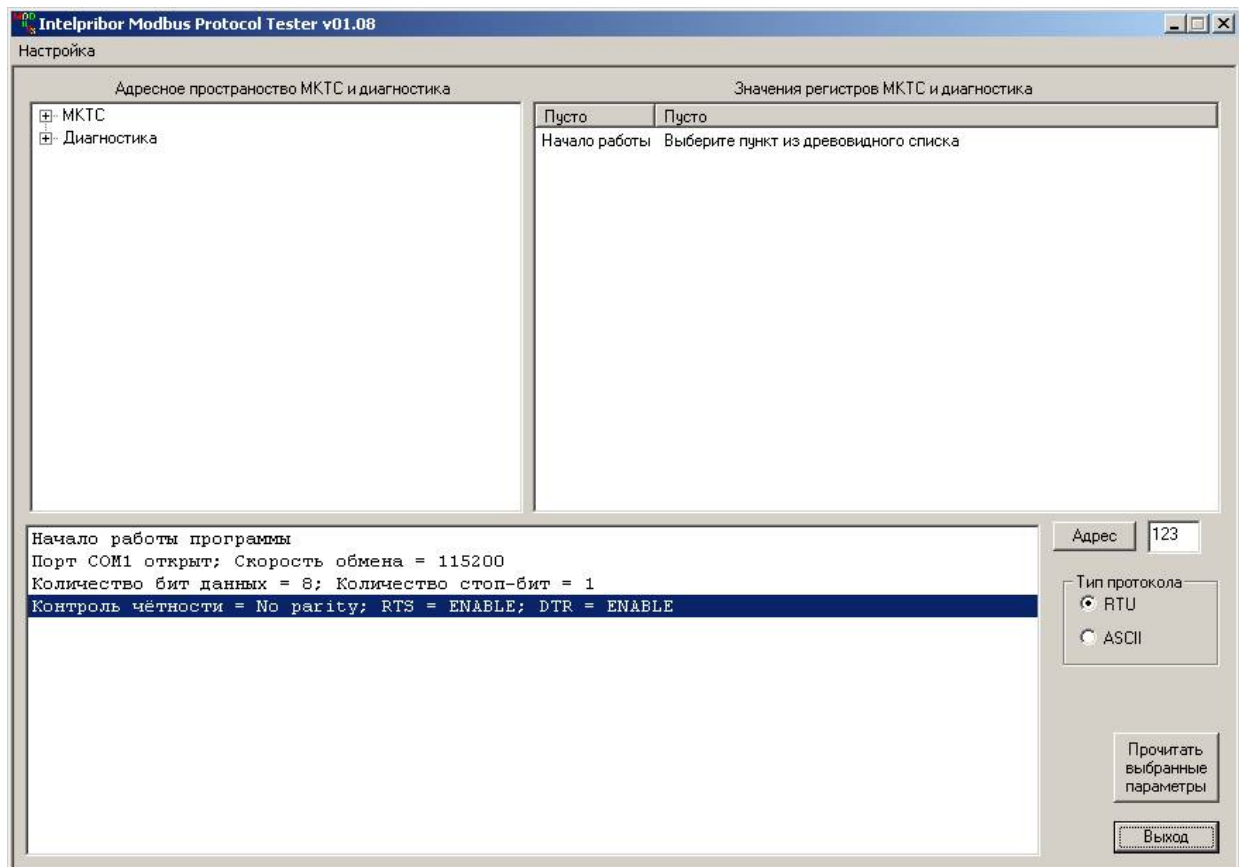 Intelpribor Modbus Protocol Tester v01.08
Настройка
Адресное простраство МКТС и диагностика
МКТС
Диагностика
Значения регистров МКТС и диагностика
Пусто Пусто
Начало работы Выберите пункт из древовидного списка
Начало работы программы
Порт COM1 открыт; Скорость обмена = 115200
Количество бит данных = 8; Количество стоп-бит = 1
Контроль чётности = No parity; RTS = ENABLE; DTR = ENABLE
Адрес 123
Тип протокола
RTU
ASCII
Прочитать
выбранные
параметры
Выход